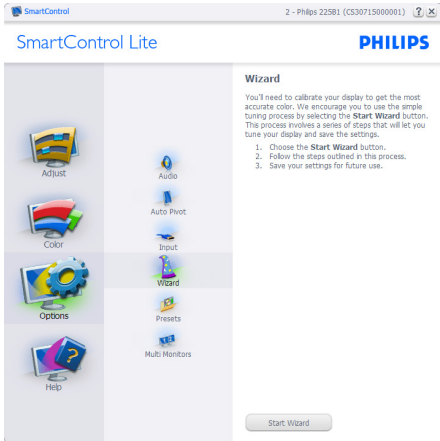 SmartControl
2 - Philips 225B1 (CS30715000001)
? X
SmartControl Lite
PHILIPS
Adjust
Color
Options
Help
Audio
Auto Pivot
Input
Wizard
Presets
Multi Monitors
Wizard
You'll need to calibrate your display to get the most
accurate color. We encourage you to use the simple
tuning process by selecting the Start Wizard button.
This process involves a series of steps that will let you
tune your display and save the settings.
1. Choose the Start Wizard button.
2. Follow the steps outlined in this process.
3. Save your settings for future use.
Start Wizard